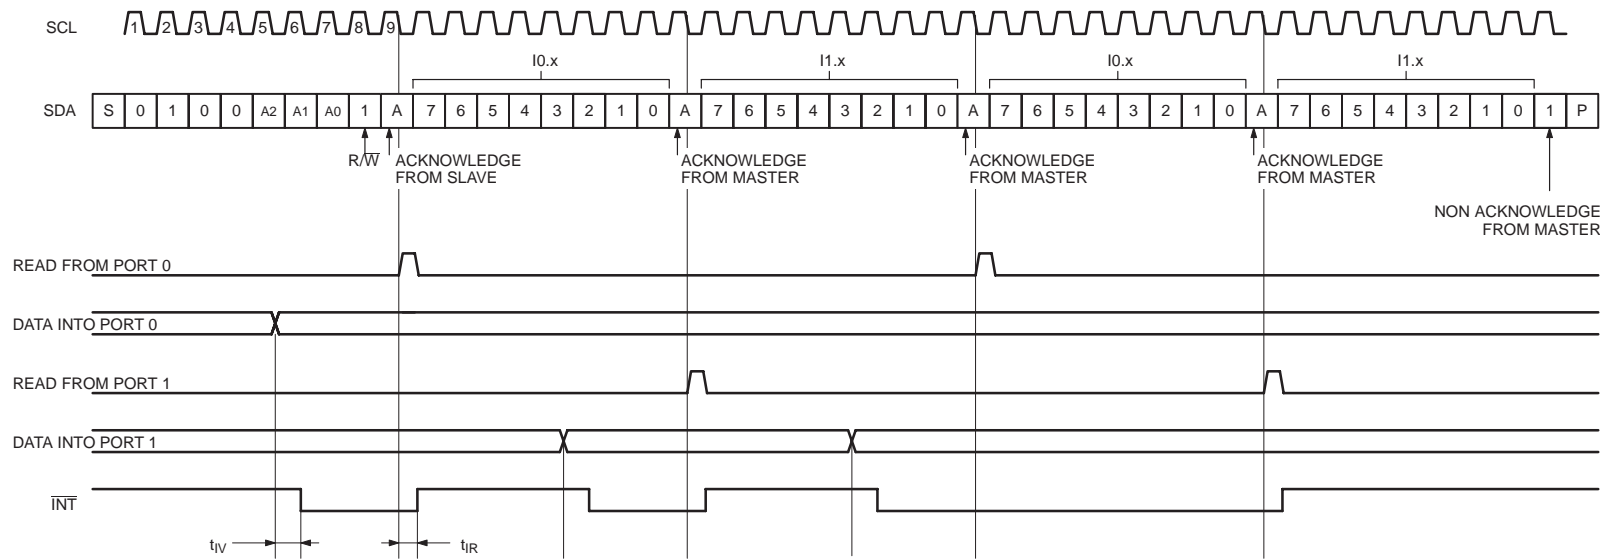 SCL 1 2 3 4 5 6 7 8 9
I0.x I1.x I0.x I1.x
SDA S 0 1 0 0 A2 A1 A0 1 A 7 6 5 4 3 2 1 0 A 7 6 5 4 3 2 1 0 A 7 6 5 4 3 2 1 0 A 7 6 5 4 3 2 1 0 1 P
R/W̅ ACKNOWLEDGE FROM SLAVE
ACKNOWLEDGE FROM MASTER
ACKNOWLEDGE FROM MASTER
ACKNOWLEDGE FROM MASTER
NON ACKNOWLEDGE
FROM MASTER
READ FROM PORT 0
DATA INTO PORT 0
READ FROM PORT 1
DATA INTO PORT 1
I̅N̅T̅
tIV tIR